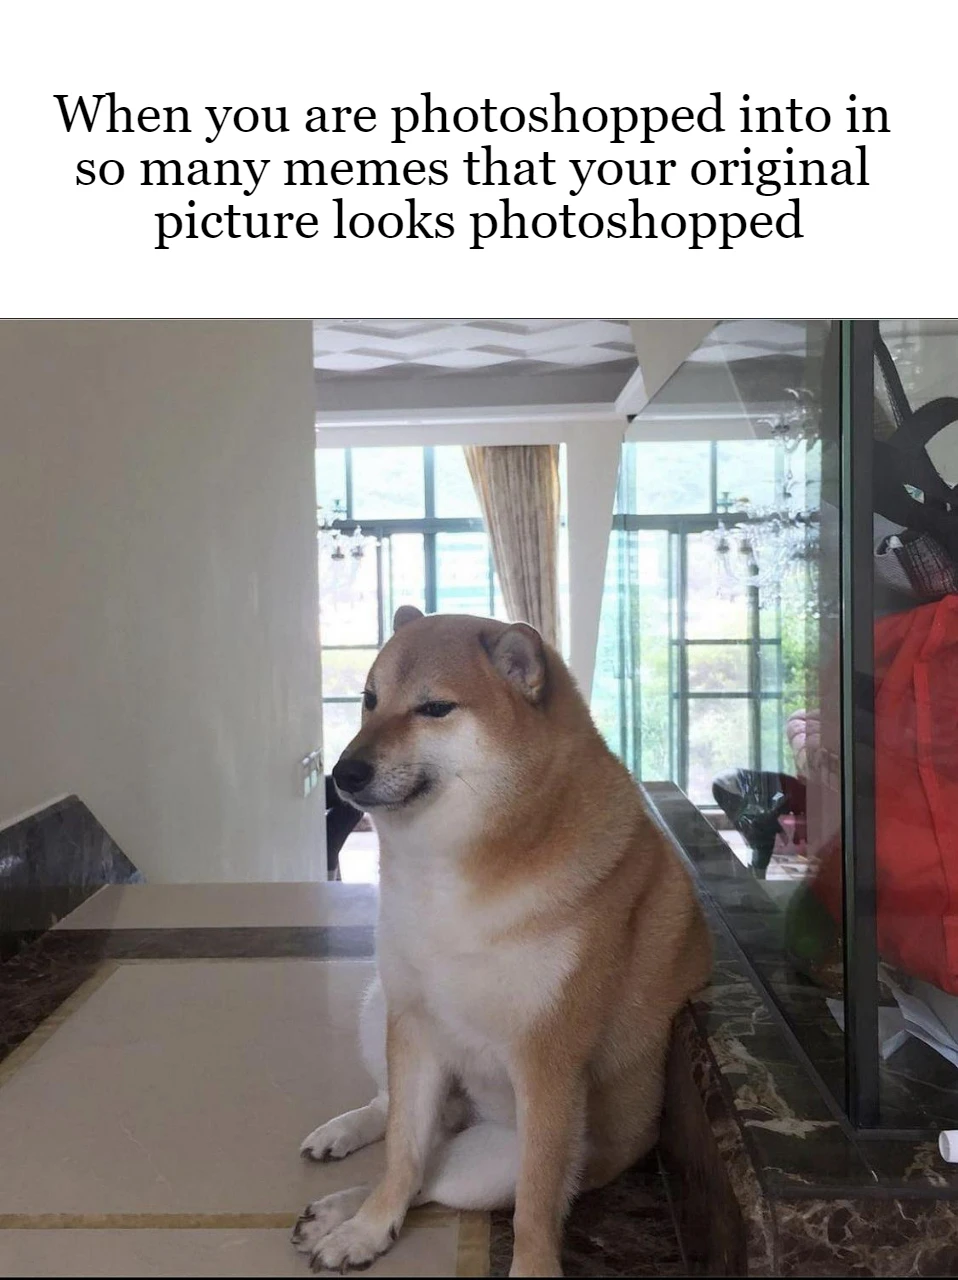 When you are photoshopped into in
so many memes that your original
picture looks photoshopped